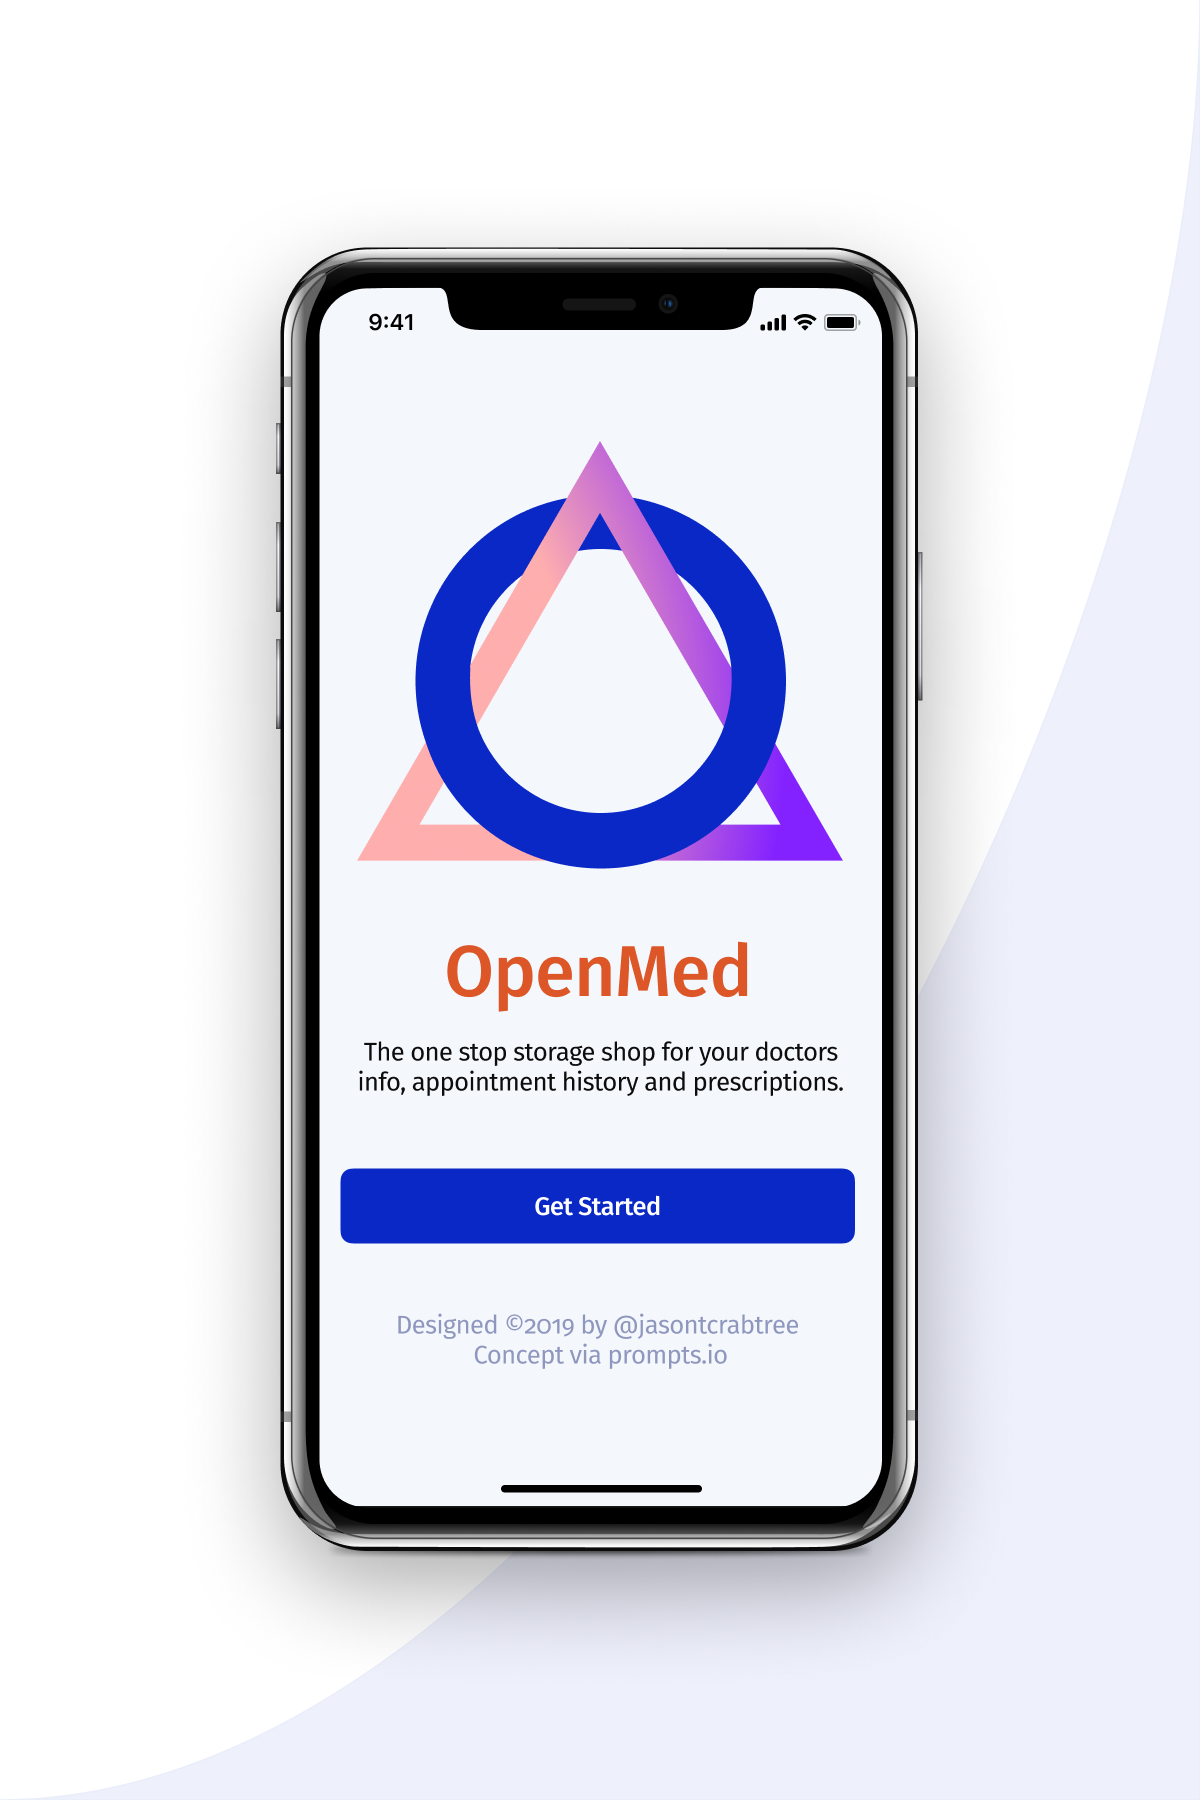 9:41
OpenMed
The one stop storage shop for your doctors
info, appointment history and prescriptions.
Get Started
Designed ©2019 by @jasontcrabtree
Concept via prompts.io